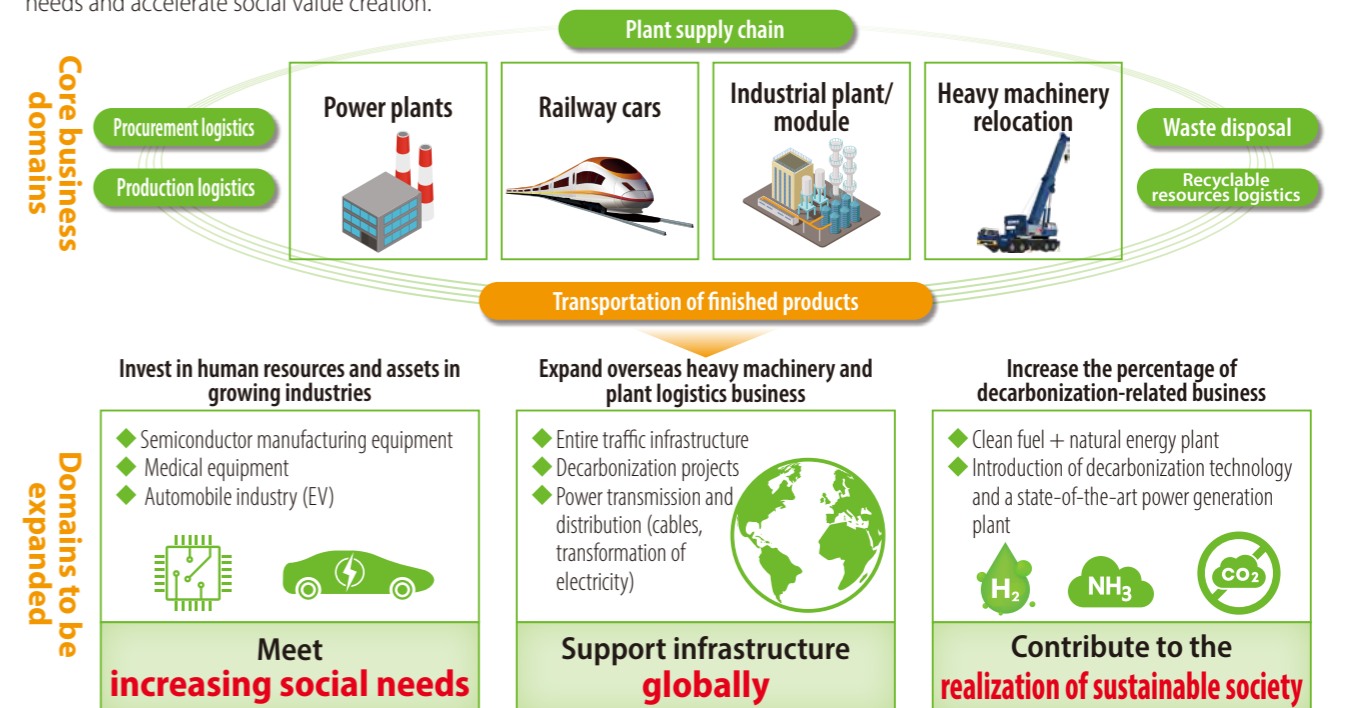 needs and accelerate social value creation.
Plant supply chain
Core business
domains
Procurement logistics
Production logistics
Power plants
Railway cars
Industrial plant/
module
Heavy machinery
relocation
Waste disposal
Recyclable
resources logistics
Transportation of finished products
Domains to be
expanded
Invest in human resources and assets in
growing industries
◆ Semiconductor manufacturing equipment
◆ Medical equipment
◆ Automobile industry (EV)
Meet
increasing social needs
Expand overseas heavy machinery and
plant logistics business
◆ Entire traffic infrastructure
◆ Decarbonization projects
◆ Power transmission and
distribution (cables,
transformation of
electricity)
Support infrastructure
globally
Increase the percentage of
decarbonization-related business
◆ Clean fuel + natural energy plant
◆ Introduction of decarbonization technology
and a state-of-the-art power generation
plant
H₂
NH₃
CO₂
Contribute to the
realization of sustainable society